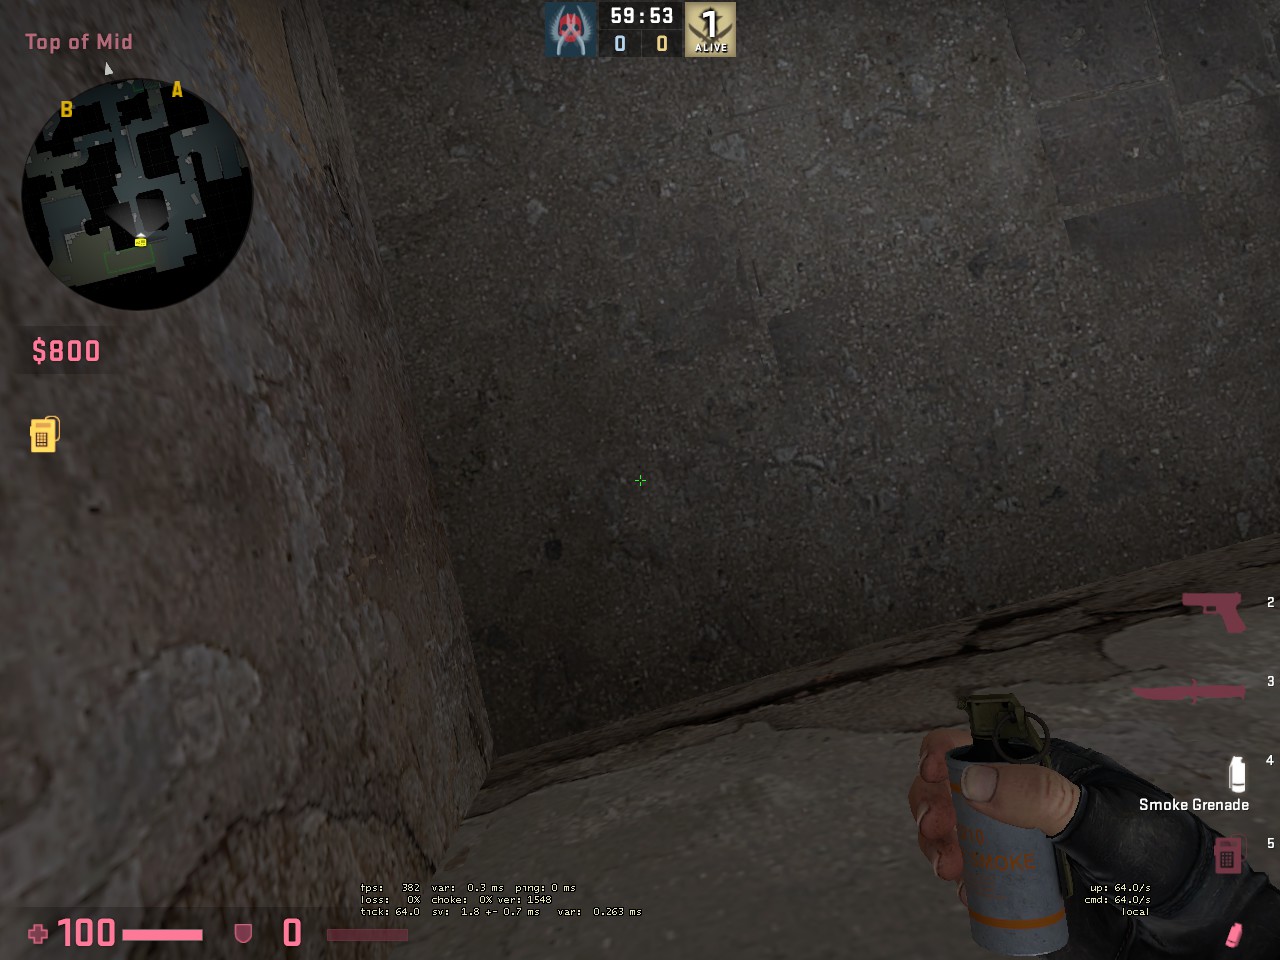 59:53
1
0
0
ALIVE
Top of Mid
A
B
$800
2
3
4
Smoke Grenade
5
SMOKE
fps: 382 var: 0.3 ms ping: 0 ms
loss: 0% choke: 0% ver: 1548
tick: 64.0 sv: 1.8 +- 0.7 ms var: 0.263 ms
up: 64.0/s
cmd: 64.0/s
local
100
0